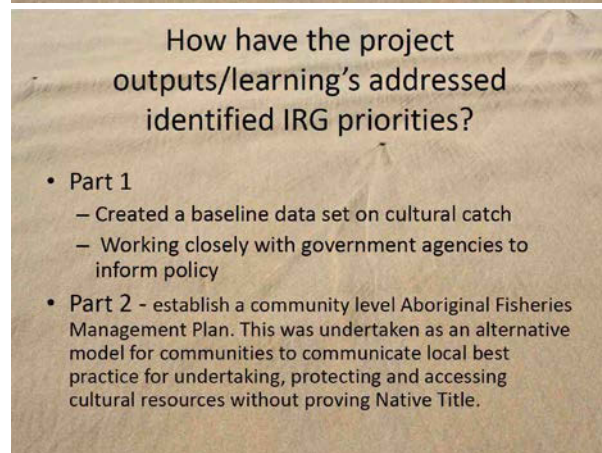 How have the project
outputs/learning's addressed
identified IRG priorities?
• Part 1
– Created a baseline data set on cultural catch
– Working closely with government agencies to
inform policy
• Part 2 - establish a community level Aboriginal Fisheries
Management Plan. This was undertaken as an alternative
model for communities to communicate local best
practice for undertaking, protecting and accessing
cultural resources without proving Native Title.